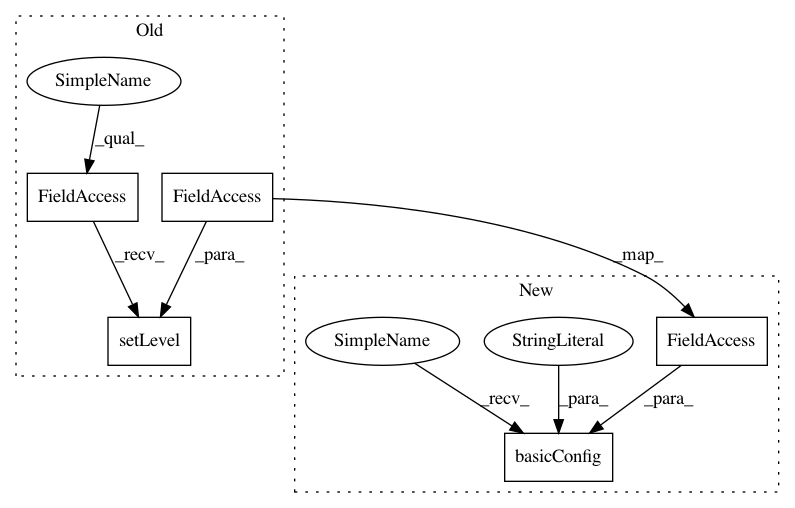 Old
SimpleName
_qual_
FieldAccess
FieldAccess
_recv_
_para_
_map_
setLevel
New
SimpleName
StringLiteral
FieldAccess
_recv_
_para_
_para_
basicConfig